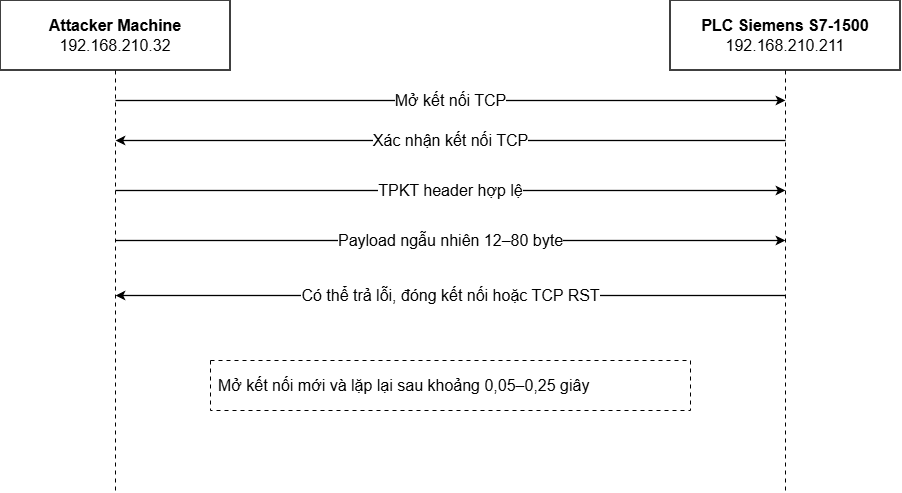 Attacker Machine
192.168.210.32
PLC Siemens S7-1500
192.168.210.211
Mở kết nối TCP
Xác nhận kết nối TCP
TPKT header hợp lệ
Payload ngẫu nhiên 12–80 byte
Có thể trả lỗi, đóng kết nối hoặc TCP RST
Mở kết nối mới và lặp lại sau khoảng 0,05–0,25 giây